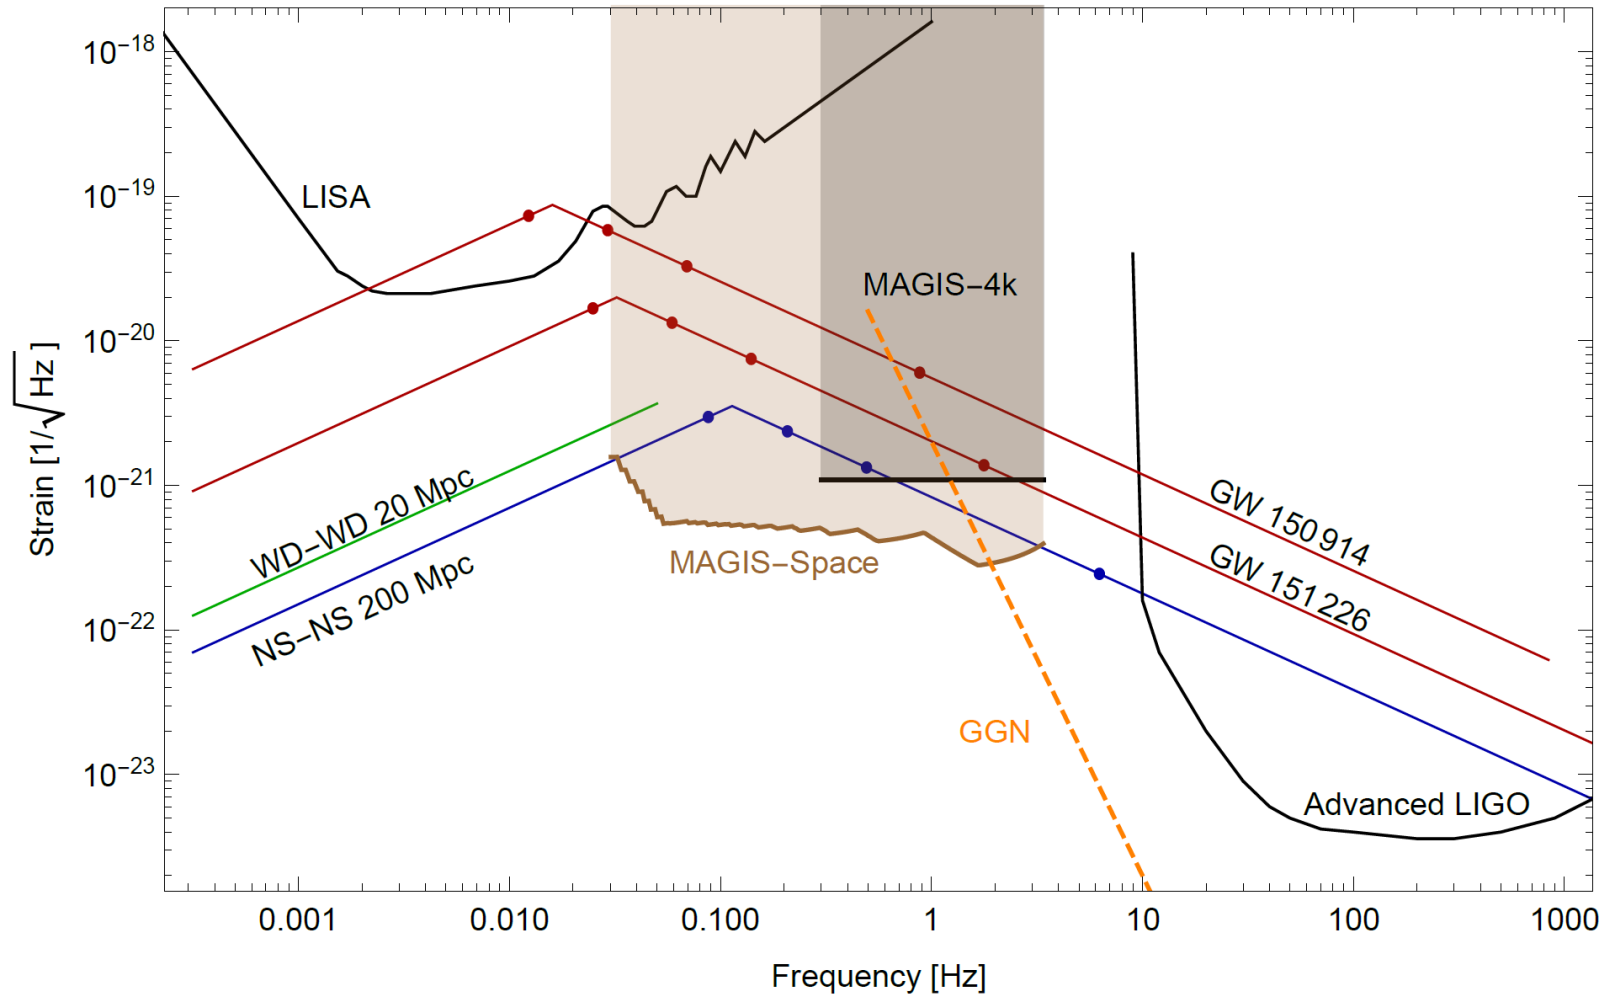 10−18
10−19
10−20
10−21
10−22
10−23
Strain [1/√Hz ]
LISA
MAGIS−4k
WD−WD 20 Mpc
NS−NS 200 Mpc
MAGIS−Space
GW 150914
GW 151226
GGN
Advanced LIGO
0.001 0.010 0.100 1 10 100 1000
Frequency [Hz]